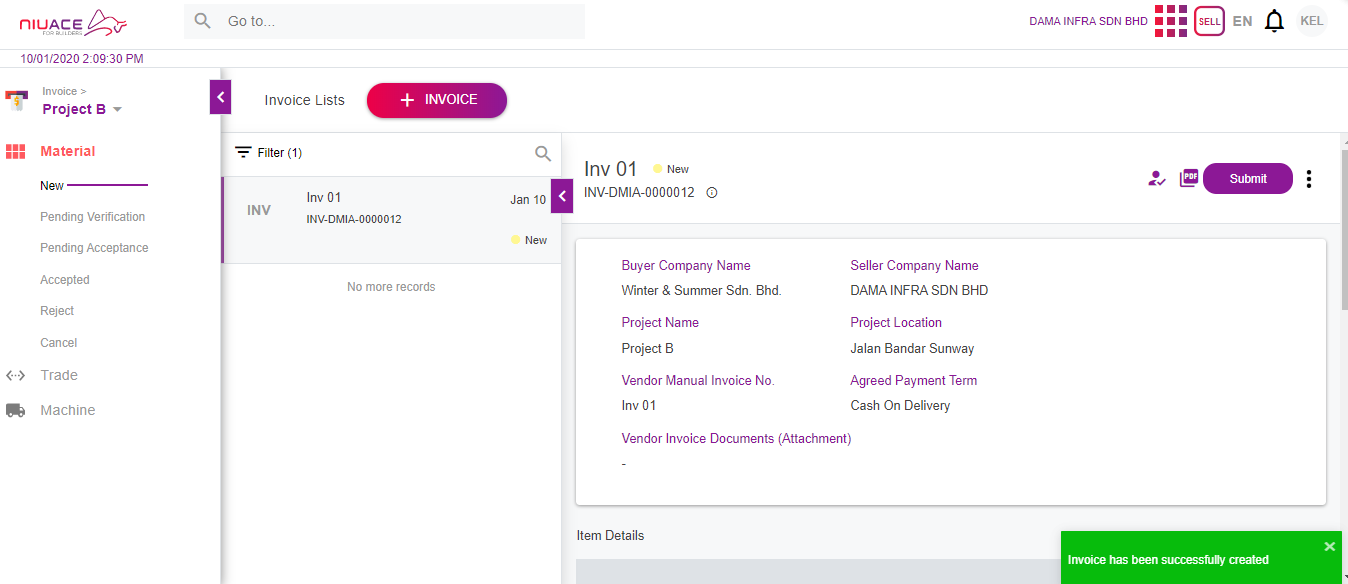 NIUACE
FOR BUILDERS
Go to...
DAMA INFRA SDN BHD
SELL
EN
KEL
10/01/2020 2:09:30 PM
Invoice >
Project B
Invoice Lists
+ INVOICE
Material
New
Pending Verification
Pending Acceptance
Accepted
Reject
Cancel
Trade
Machine
Filter (1)
INV
Inv 01
INV-DMIA-0000012
Jan 10
New
No more records
Inv 01
New
INV-DMIA-0000012
PDF
Submit
Buyer Company Name
Seller Company Name
Winter & Summer Sdn. Bhd.
DAMA INFRA SDN BHD
Project Name
Project Location
Project B
Jalan Bandar Sunway
Vendor Manual Invoice No.
Agreed Payment Term
Inv 01
Cash On Delivery
Vendor Invoice Documents (Attachment)
-
Item Details
Invoice has been successfully created